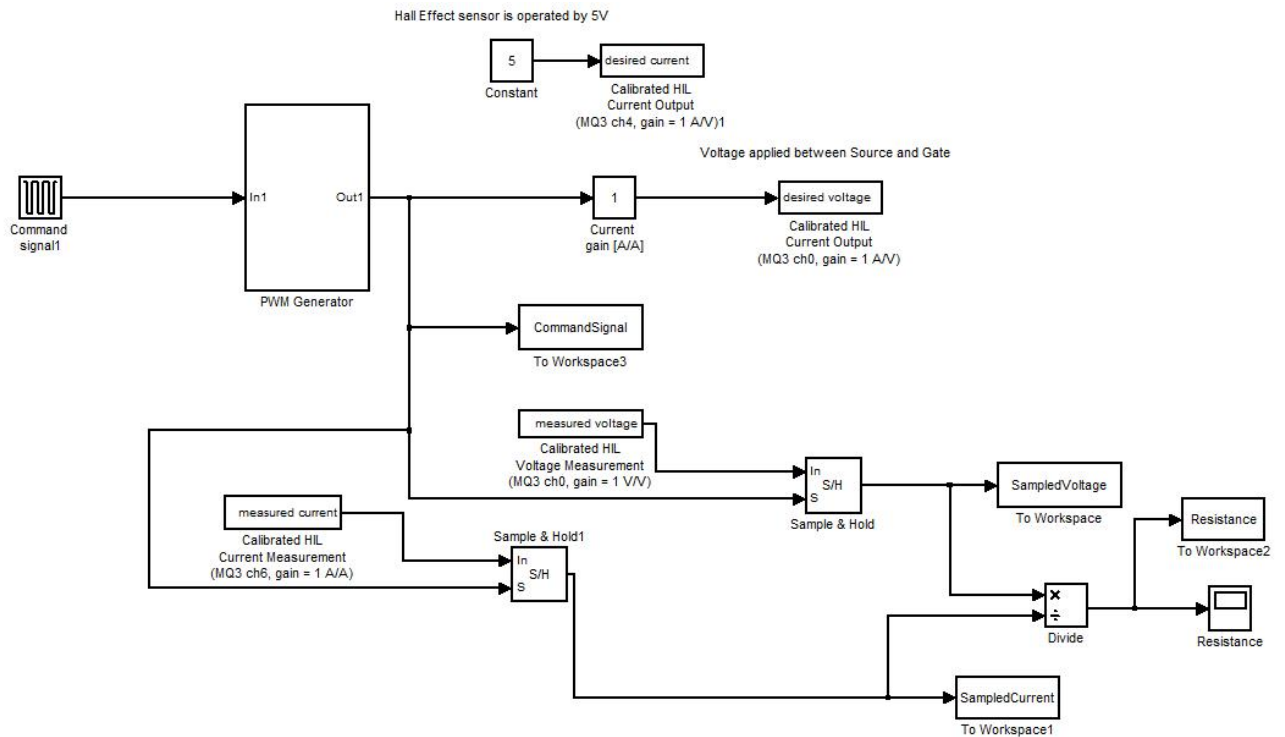 Hall Effect sensor is operated by 5V
5
Constant
desired current
Calibrated HIL
Current Output
(MQ3 ch4, gain = 1 A/V)1
Voltage applied between Source and Gate
Command
signal1
In1
Out1
PWM Generator
1
Current
gain [A/A]
desired voltage
Calibrated HIL
Current Output
(MQ3 ch0, gain = 1 A/V)
CommandSignal
To Workspace3
measured voltage
Calibrated HIL
Voltage Measurement
(MQ3 ch0, gain = 1 V/V)
In
S/H
S
Sample & Hold
SampledVoltage
To Workspace
Resistance
To Workspace2
measured current
Calibrated HIL
Current Measurement
(MQ3 ch6, gain = 1 A/A)
Sample & Hold1
In
S/H
S
×
÷
Divide
Resistance
SampledCurrent
To Workspace1